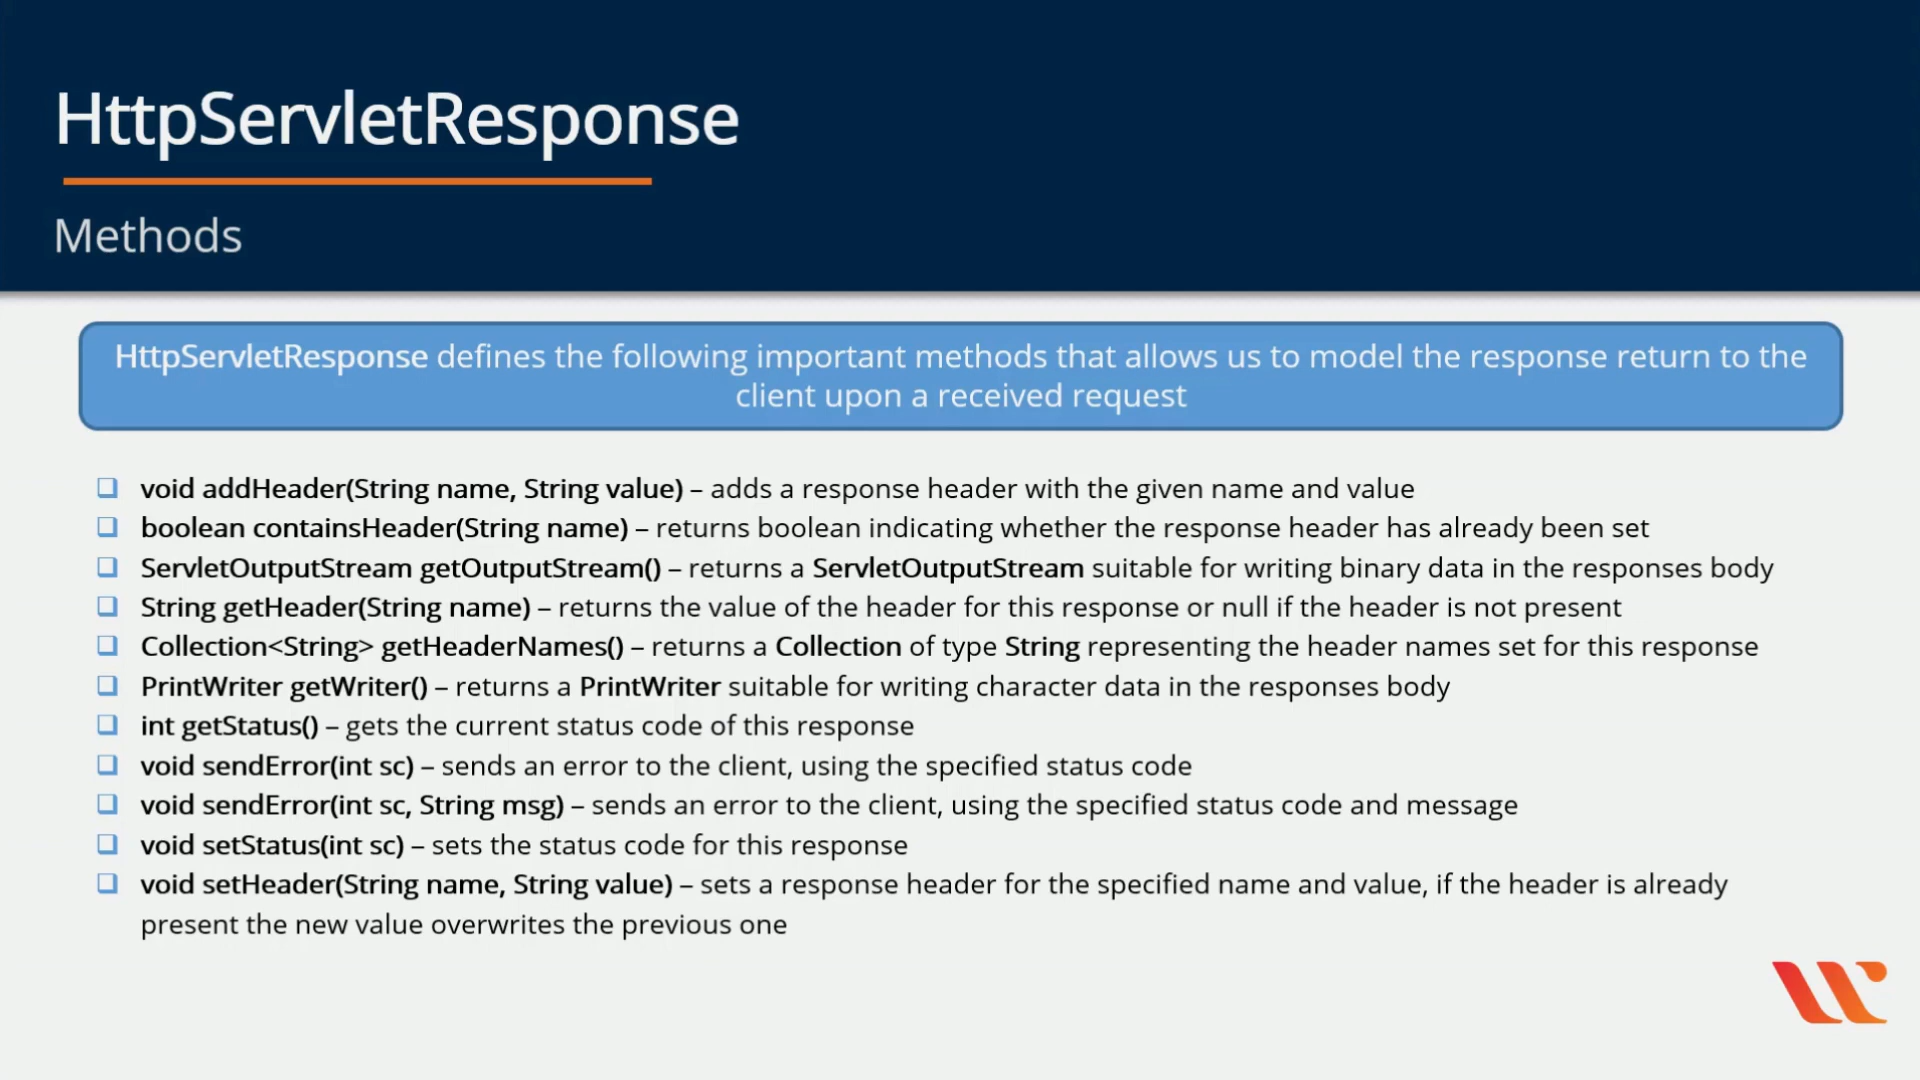 HttpServletResponse
Methods
HttpServletResponse defines the following important methods that allows us to model the response return to the
client upon a received request
void addHeader(String name, String value) – adds a response header with the given name and value
boolean containsHeader(String name) – returns boolean indicating whether the response header has already been set
ServletOutputStream getOutputStream() – returns a ServletOutputStream suitable for writing binary data in the responses body
String getHeader(String name) – returns the value of the header for this response or null if the header is not present
Collection<String> getHeaderNames() – returns a Collection of type String representing the header names set for this response
PrintWriter getWriter() – returns a PrintWriter suitable for writing character data in the responses body
int getStatus() – gets the current status code of this response
void sendError(int sc) – sends an error to the client, using the specified status code
void sendError(int sc, String msg) – sends an error to the client, using the specified status code and message
void setStatus(int sc) – sets the status code for this response
void setHeader(String name, String value) – sets a response header for the specified name and value, if the header is already
present the new value overwrites the previous one